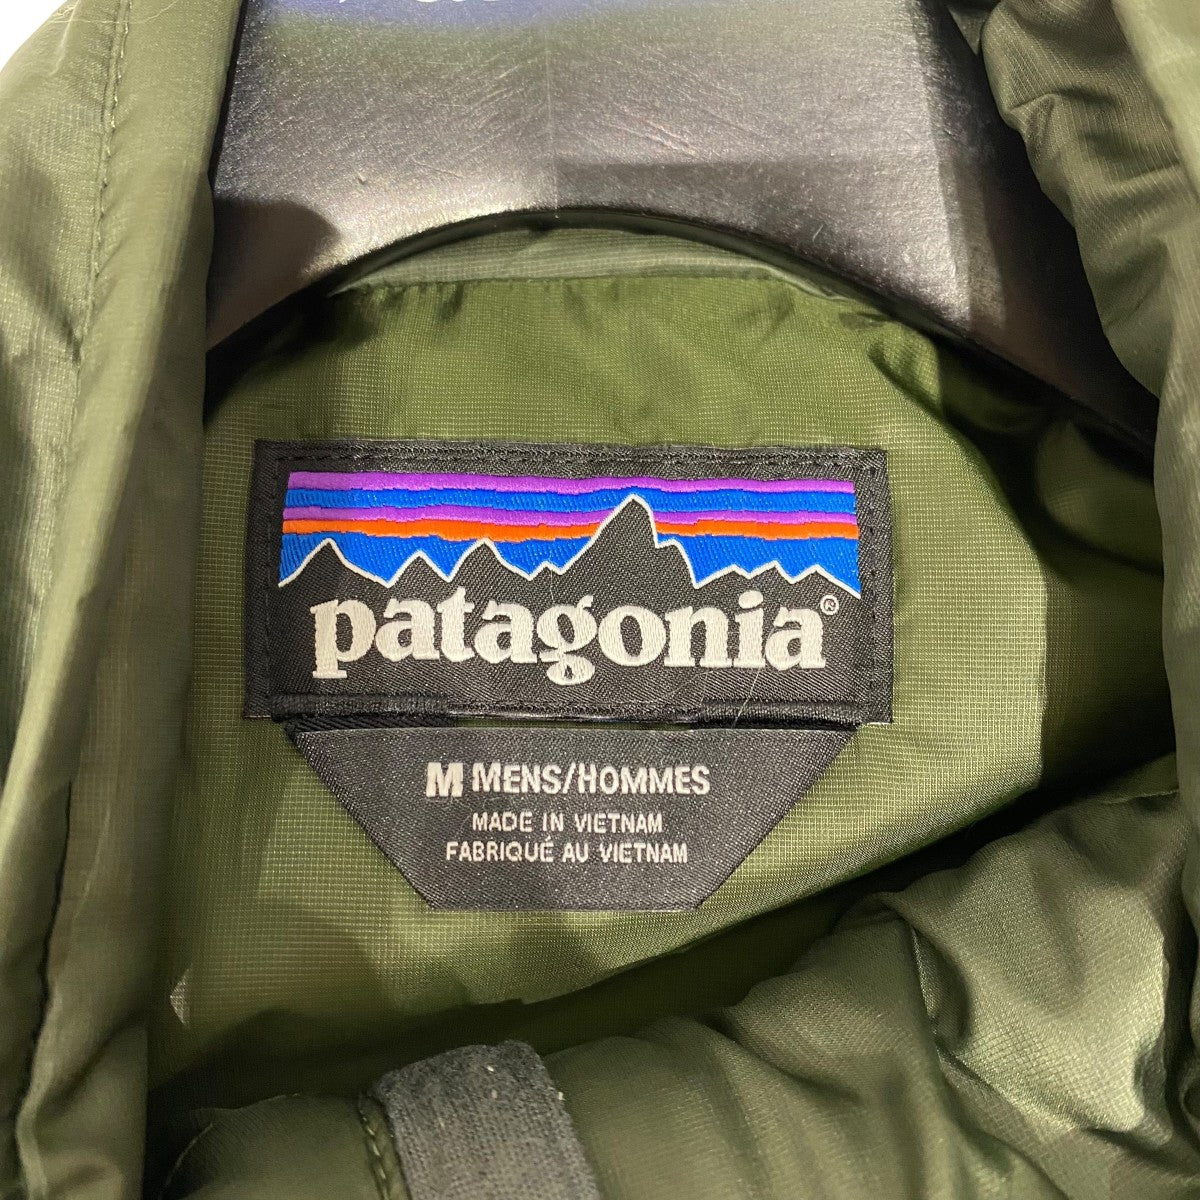 patagonia®
M MENS/HOMMES
MADE IN VIETNAM
FABRIQUÉ AU VIETNAM